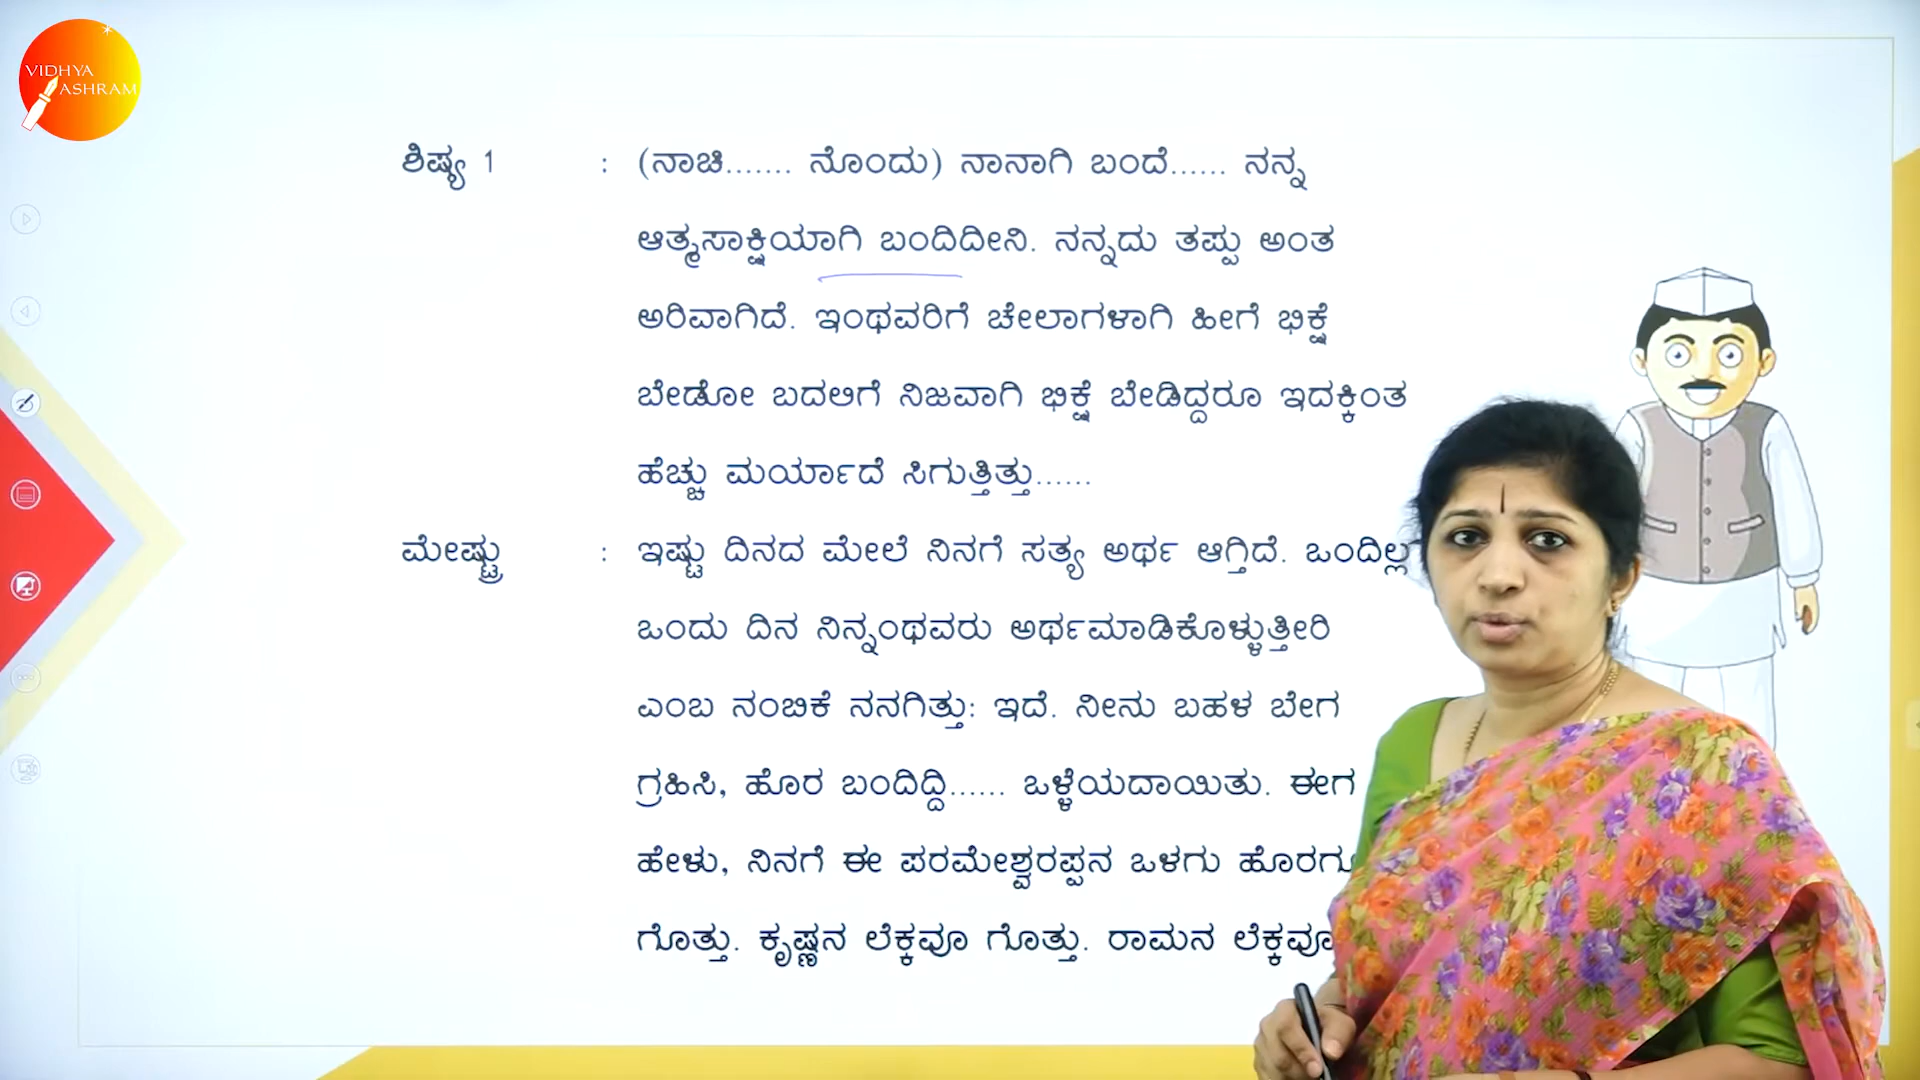 VIDHYA
ASHRAM
ಶಿಷ್ಯ 1 : (ನಾಚಿ....... ನೊಂದು) ನಾನಾಗಿ ಬಂದೆ...... ನನ್ನ
ಆತ್ಮಸಾಕ್ಷಿಯಾಗಿ ಬಂದಿದೀನಿ. ನನ್ನದು ತಪ್ಪು ಅಂತ
ಅರಿವಾಗಿದೆ. ಇಂಥವರಿಗೆ ಚೇಲಾಗಳಾಗಿ ಹೀಗೆ ಭಿಕ್ಷೆ
ಬೇಡೋ ಬದಲಿಗೆ ನಿಜವಾಗಿ ಭಿಕ್ಷೆ ಬೇಡಿದ್ದರೂ ಇದಕ್ಕಿಂತ
ಹೆಚ್ಚು ಮರ್ಯಾದೆ ಸಿಗುತ್ತಿತ್ತು......
ಮೇಷ್ಟ್ರು : ಇಷ್ಟು ದಿನದ ಮೇಲೆ ನಿನಗೆ ಸತ್ಯ ಅರ್ಥ ಆಗ್ತಿದೆ. ಒಂದಿಲ್ಲ
ಒಂದು ದಿನ ನಿನ್ನಂಥವರು ಅರ್ಥಮಾಡಿಕೊಳ್ಳುತ್ತೀರಿ
ಎಂಬ ನಂಬಿಕೆ ನನಗಿತ್ತು: ಇದೆ. ನೀನು ಬಹಳ ಬೇಗ
ಗ್ರಹಿಸಿ, ಹೊರ ಬಂದಿದ್ದಿ...... ಒಳ್ಳೆಯದಾಯಿತು. ಈಗ
ಹೇಳು, ನಿನಗೆ ಈ ಪರಮೇಶ್ವರಪ್ಪನ ಒಳಗು
ಗೊತ್ತು. ಕೃಷ್ಣನ ಲೆಕ್ಕವೂ ಗೊತ್ತು. ರಾಮನ ಲೆಕ್ಕವೂ